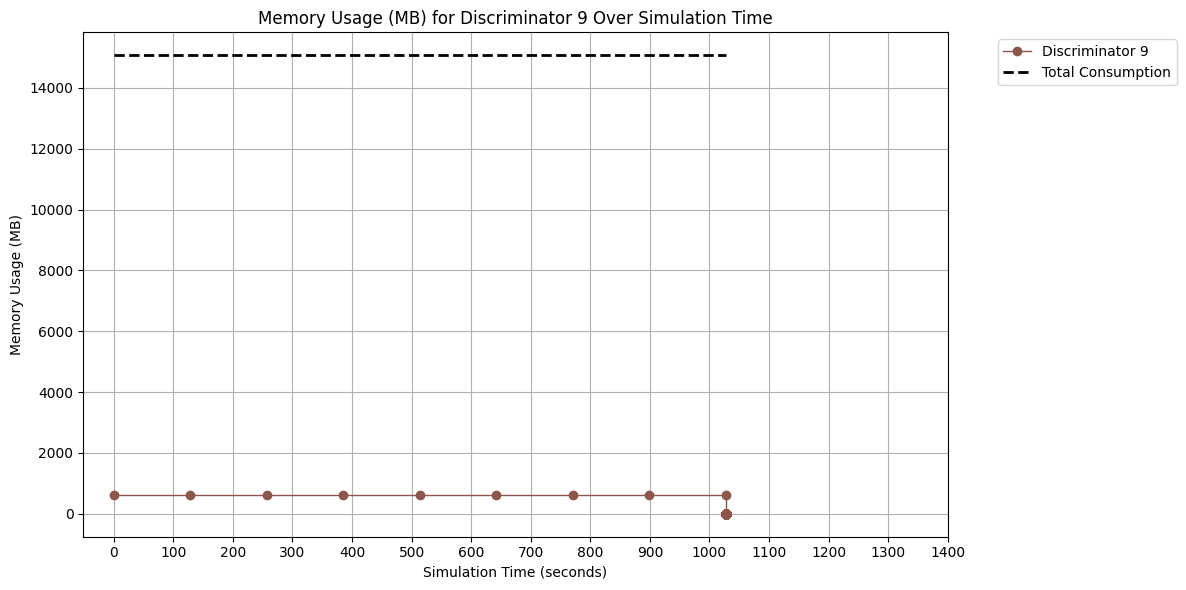 Memory Usage (MB) for Discriminator 9 Over Simulation Time
Discriminator 9
Total Consumption
Memory Usage (MB)
14000
12000
10000
8000
6000
4000
2000
0
0 100 200 300 400 500 600 700 800 900 1000 1100 1200 1300 1400
Simulation Time (seconds)